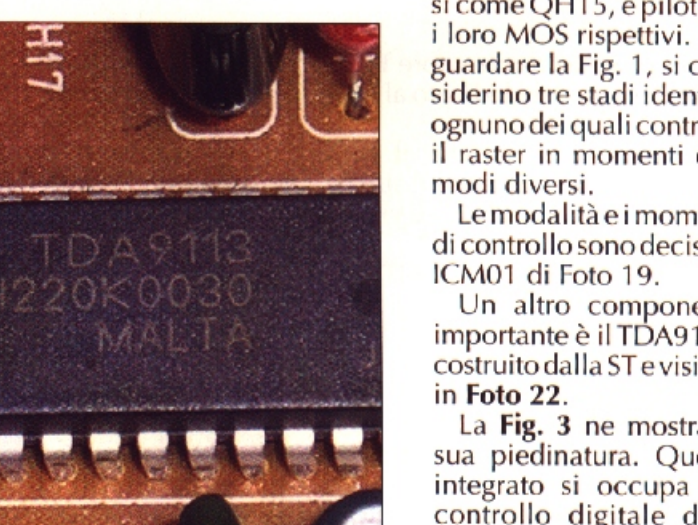 H17
TDA9113
220K0030
MALTA
si come QH15, e pilot
i loro MOS rispettivi.
guardare la Fig. 1, si c
siderino tre stadi iden
ognuno dei quali contr
il raster in momenti
modi diversi.
Le modalità e i mom
di controllo sono decis
ICM01 di Foto 19.
Un altro compone
importante è il TDA91
costruito dalla ST e visi
in Foto 22.
La Fig. 3 ne mostra
sua piedinatura. Que
integrato si occupa
controllo digitale d